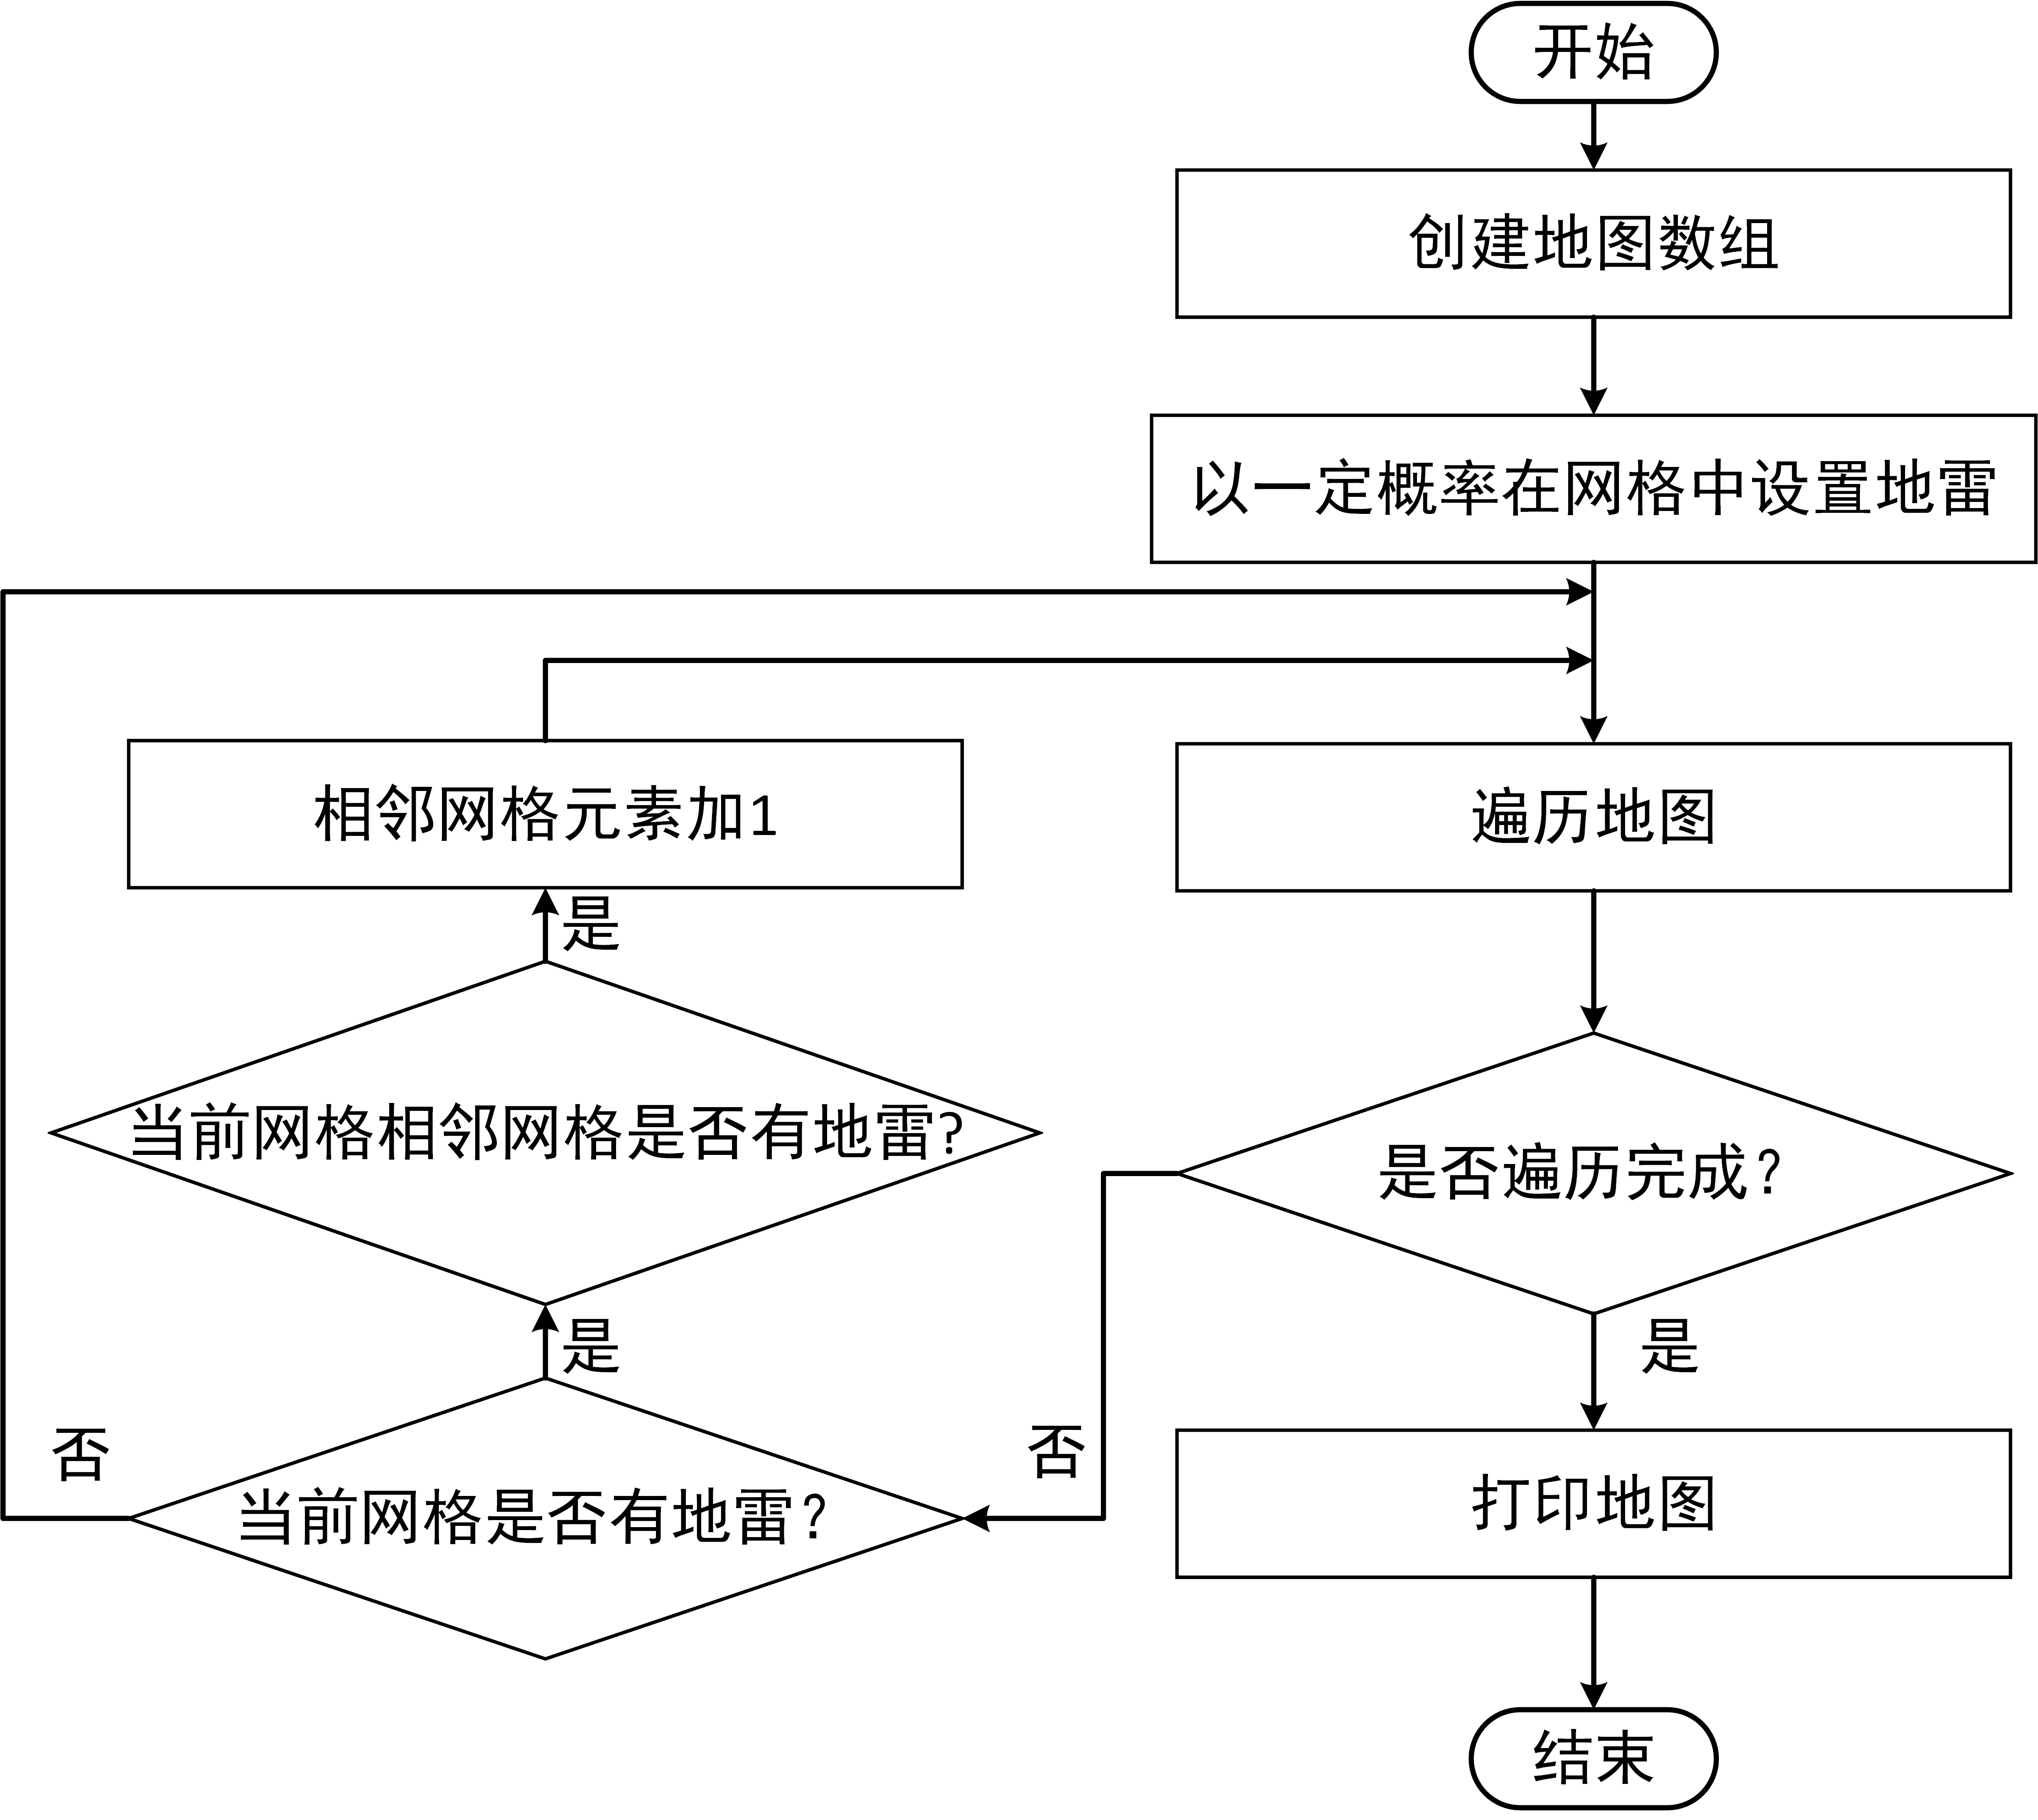 开始
创建地图数组
以一定概率在网格中设置地雷
遍历地图
是否遍历完成？
是
打印地图
结束
否
当前网格是否有地雷？
否
是
当前网格相邻网格是否有地雷?
是
相邻网格元素加1